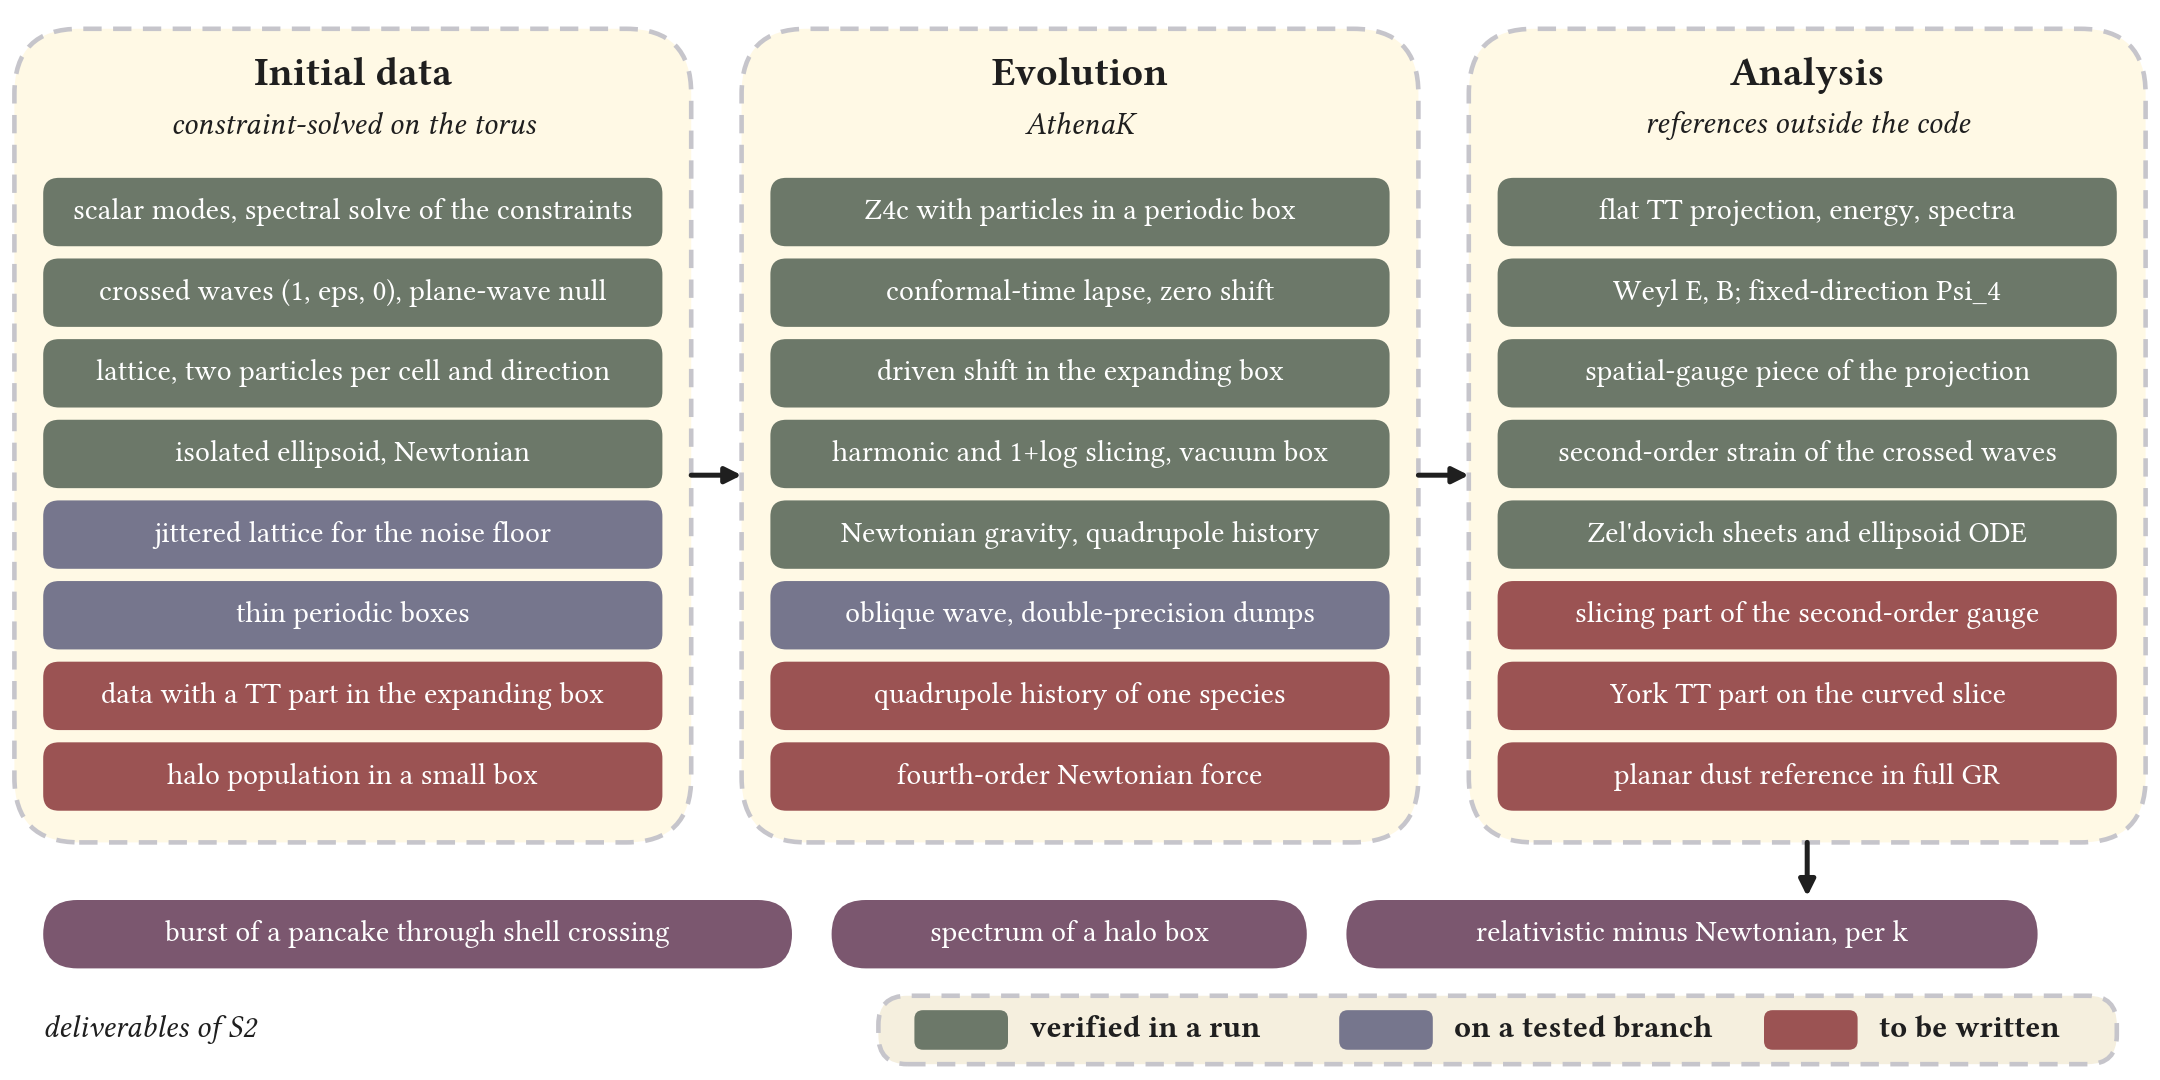 Initial data
constraint-solved on the torus
scalar modes, spectral solve of the constraints
crossed waves (1, eps, 0), plane-wave null
lattice, two particles per cell and direction
isolated ellipsoid, Newtonian
jittered lattice for the noise floor
thin periodic boxes
data with a TT part in the expanding box
halo population in a small box
Evolution
AthenaK
Z4c with particles in a periodic box
conformal-time lapse, zero shift
driven shift in the expanding box
harmonic and 1+log slicing, vacuum box
Newtonian gravity, quadrupole history
oblique wave, double-precision dumps
quadrupole history of one species
fourth-order Newtonian force
Analysis
references outside the code
flat TT projection, energy, spectra
Weyl E, B; fixed-direction Psi_4
spatial-gauge piece of the projection
second-order strain of the crossed waves
Zel'dovich sheets and ellipsoid ODE
slicing part of the second-order gauge
York TT part on the curved slice
planar dust reference in full GR
burst of a pancake through shell crossing
spectrum of a halo box
relativistic minus Newtonian, per k
deliverables of S2
verified in a run
on a tested branch
to be written